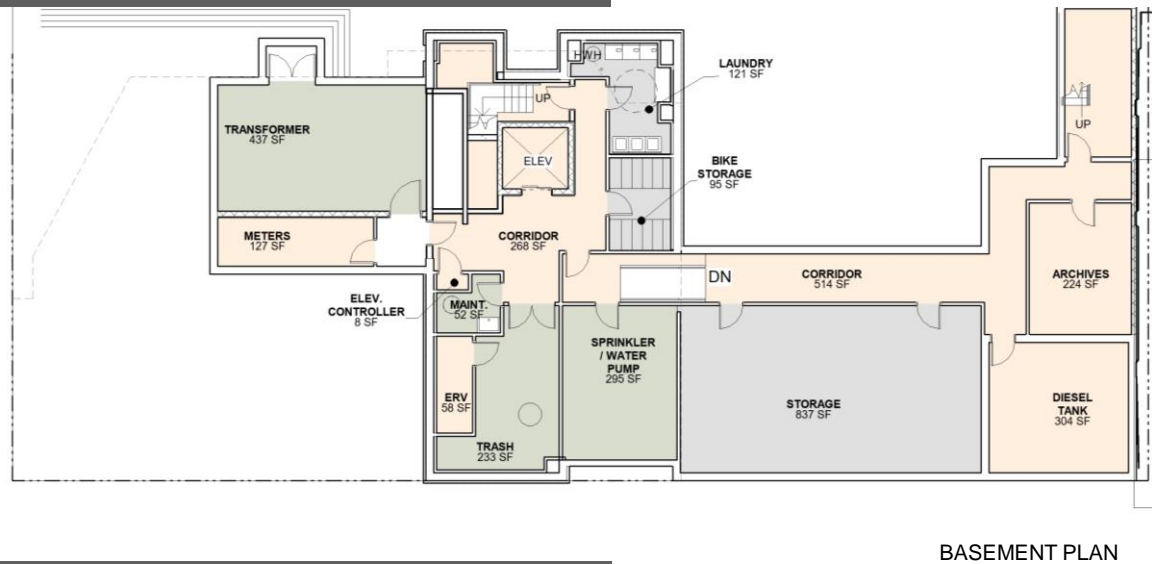 HWH
LAUNDRY
121 SF
UP
UP
TRANSFORMER
437 SF
ELEV
BIKE
STORAGE
95 SF
METERS
127 SF
CORRIDOR
268 SF
DN
CORRIDOR
514 SF
ARCHIVES
224 SF
ELEV.
CONTROLLER
8 SF
MAINT.
52 SF
SPRINKLER
/ WATER
PUMP
295 SF
ERV
58 SF
STORAGE
837 SF
DIESEL
TANK
304 SF
TRASH
233 SF
BASEMENT PLAN